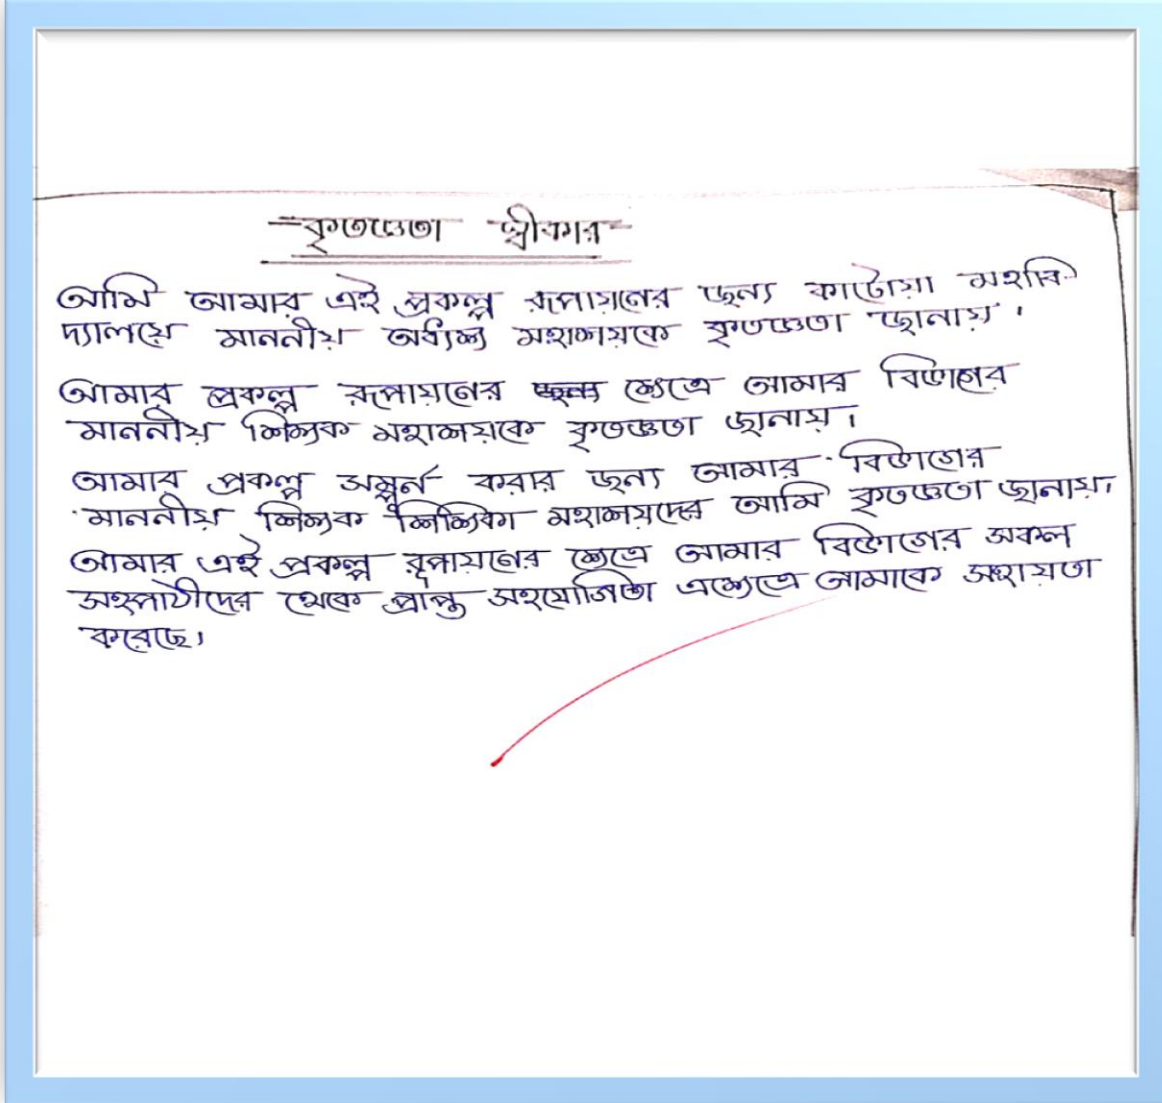 কৃতজ্ঞতা স্বীকার
আমি আমার এই প্রকল্প রূপায়নের জন্য কাটোয়া মহাবি-
দ্যালয়ে মাননীয় অধ্যক্ষ মহাশয়কে কৃতজ্ঞতা জানায়।
আমার প্রকল্প রূপায়নের ক্ষেত্রে আমার বিভাগের
মাননীয় শিক্ষক মহাশয়কে কৃতজ্ঞতা জানায়।
আমার প্রকল্প সম্পূর্ন করার জন্য আমার বিভাগের
মাননীয় শিক্ষক শিক্ষিকা মহাশয়দের আমি কৃতজ্ঞতা জানায়।
আমার এই প্রকল্প রূপায়নের ক্ষেত্রে আমার বিভাগের সকল
সহপাঠীদের থেকে প্রাপ্ত সহযোগিতা এক্ষেত্রে আমাকে সহায়তা
করেছে।